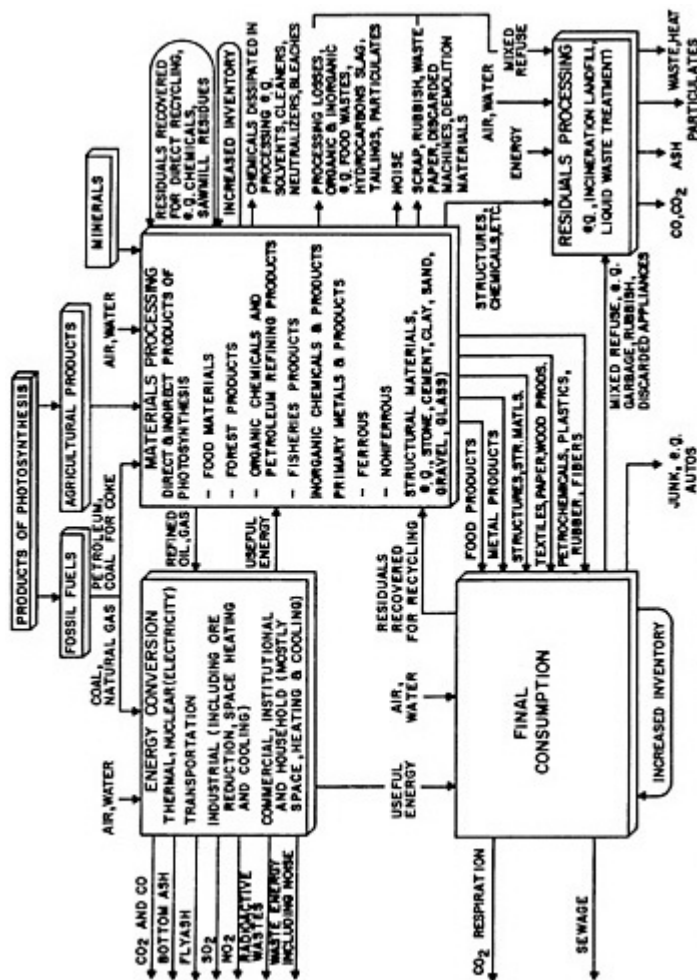 PRODUCTS OF PHOTOSYNTHESIS
FOSSIL FUELS
AGRICULTURAL PRODUCTS
MINERALS
COAL,
NATURAL GAS
PETROLEUM,
COAL FOR COKE
AIR,WATER
AIR,WATER
RESIDUALS RECOVERED
FOR DIRECT RECYCLING,
e.g. CHEMICALS,
SAWMILL RESIDUES
INCREASED INVENTORY
ENERGY CONVERSION
THERMAL, NUCLEAR (ELECTRICITY)
TRANSPORTATION
INDUSTRIAL (INCLUDING ORE
REDUCTION, SPACE HEATING
AND COOLING)
COMMERCIAL, INSTITUTIONAL
AND HOUSEHOLD (MOSTLY
SPACE, HEATING & COOLING)
REFINED
OIL, GAS
USEFUL
ENERGY
MATERIALS PROCESSING
DIRECT & INDIRECT PRODUCTS OF
PHOTOSYNTHESIS
- FOOD MATERIALS
- FOREST PRODUCTS
- ORGANIC CHEMICALS AND
PETROLEUM REFINING PRODUCTS
- FISHERIES PRODUCTS
INORGANIC CHEMICALS & PRODUCTS
PRIMARY METALS & PRODUCTS
- FERROUS
- NONFERROUS
STRUCTURAL MATERIALS,
e.g., STONE, CEMENT, CLAY, SAND,
GRAVEL, GLASS)
CHEMICALS DISSIPATED IN
PROCESSING e.g.
SOLVENTS, CLEANERS,
NEUTRALIZERS, BLEACHES
PROCESSING LOSSES,
ORGANIC & INORGANIC
e.g. FOOD WASTES,
HYDROCARBONS SLAG,
TAILINGS, PARTICULATES
NOISE
SCRAP, RUBBISH, WASTE
PAPER, DISCARDED
MACHINES, DEMOLITION
MATERIALS
CO2 AND CO
BOTTOM ASH
FLYASH
SO2
NO2
RADIOACTIVE
WASTES
WASTE ENERGY
INCLUDING NOISE
USEFUL
ENERGY
AIR,
WATER
RESIDUALS
RECOVERED
FOR RECYCLING
FOOD PRODUCTS
METAL PRODUCTS
STRUCTURES, STR. MATLS.
TEXTILES, PAPER, WOOD PRODS,
PETROCHEMICALS, PLASTICS,
RUBBER, FIBERS
STRUCTURES,
CHEMICALS, ETC.
ENERGY
AIR, WATER
MIXED
REFUSE
FINAL
CONSUMPTION
INCREASED INVENTORY
CO2 RESPIRATION
SEWAGE
JUNK, e.g.
AUTOS
MIXED REFUSE, e.g.
GARBAGE, RUBBISH,
DISCARDED APPLIANCES
RESIDUALS PROCESSING
e.g., INCINERATION LANDFILL,
LIQUID WASTE TREATMENT)
CO, CO2
ASH
PARTICULATES
WASTE, HEAT